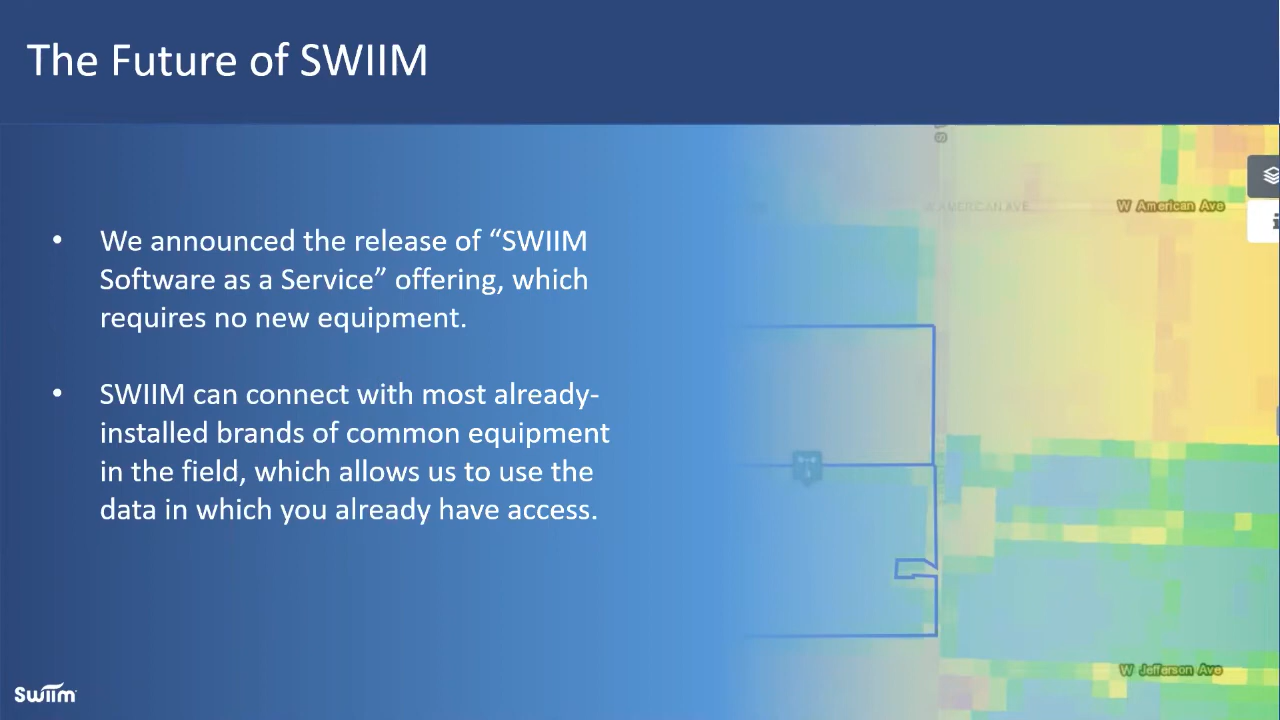 The Future of SWIIM
• We announced the release of “SWIIM
Software as a Service” offering, which
requires no new equipment.
• SWIIM can connect with most already-
installed brands of common equipment
in the field, which allows us to use the
data in which you already have access.
W AMERICAN AVE
W American Ave
W Jefferson Ave
Swiim